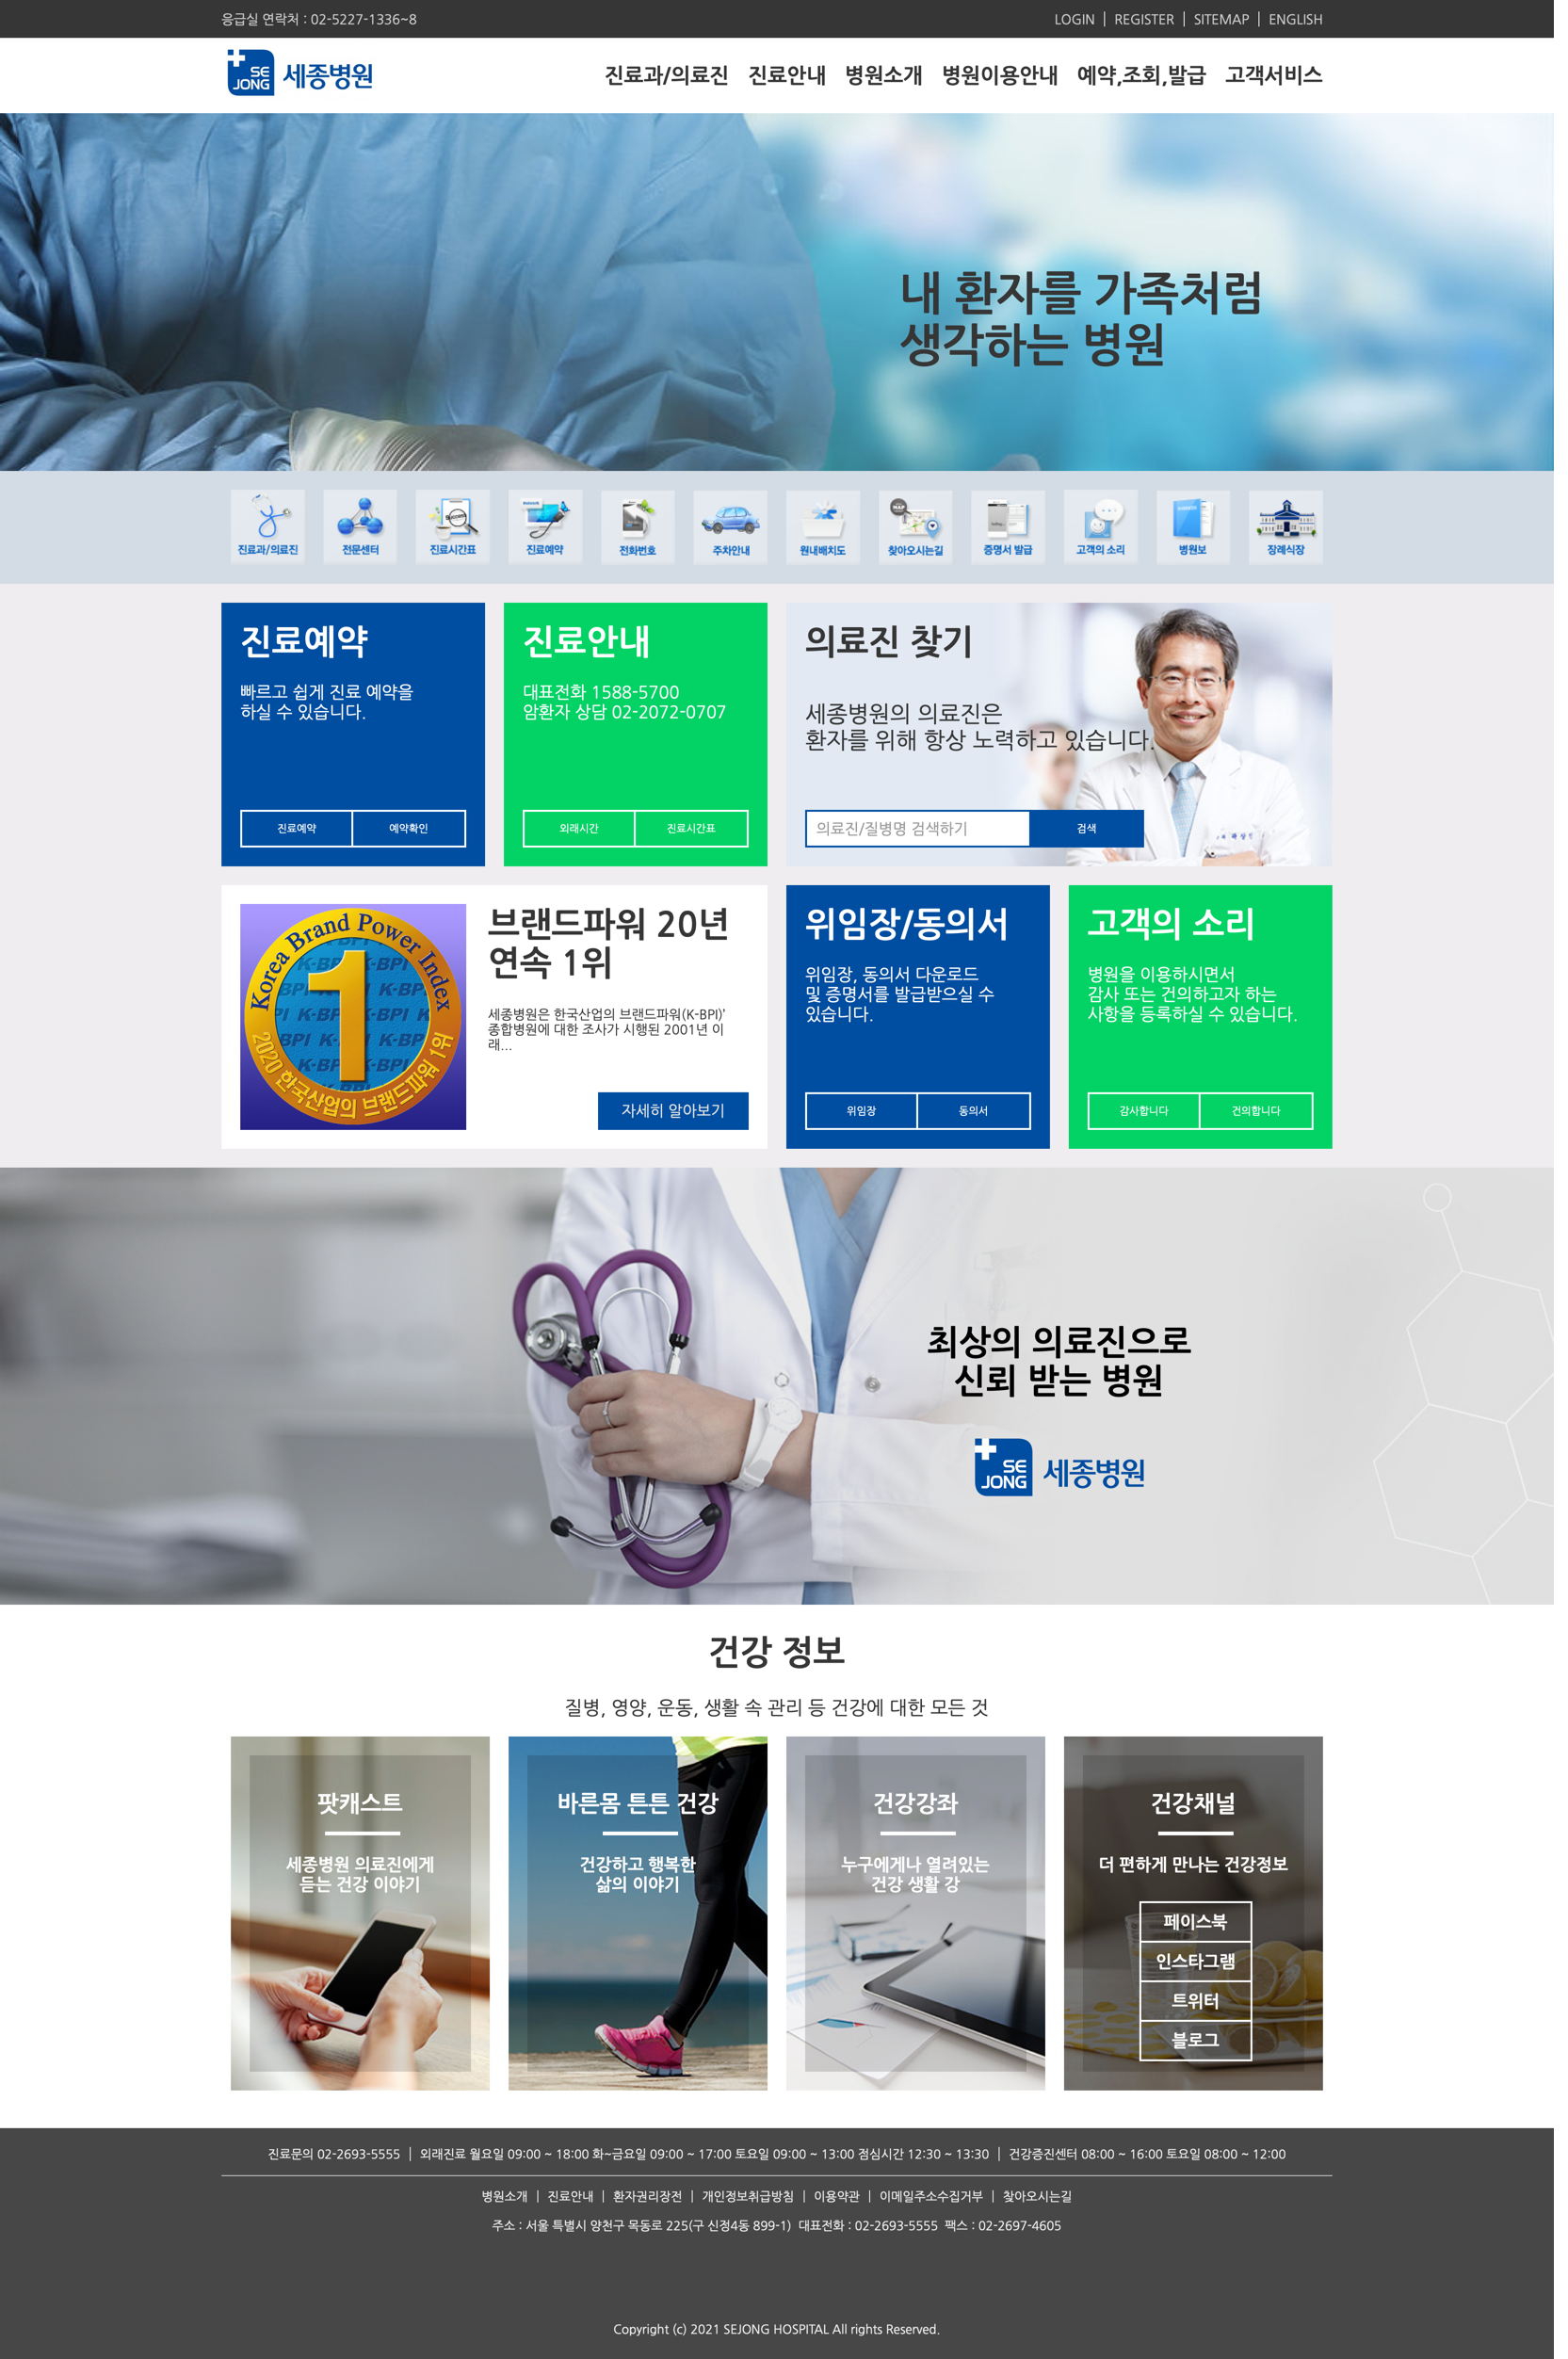 응급실 연락처 : 02-5227-1336~8
LOGIN | REGISTER | SITEMAP | ENGLISH
SE
JONG
세종병원
진료과/의료진 진료안내 병원소개 병원이용안내 예약,조회,발급 고객서비스
내 환자를 가족처럼
생각하는 병원
진료과/의료진 전문센터 진료시간표 진료예약 전화번호 주차안내 원내배치도 찾아오시는길 증명서 발급 고객의 소리 병원보 장례식장
진료예약
빠르고 쉽게 진료 예약을
하실 수 있습니다.
진료예약 예약확인
진료안내
대표전화 1588-5700
암환자 상담 02-2072-0707
외래시간 진료시간표
의료진 찾기
세종병원의 의료진은
환자를 위해 항상 노력하고 있습니다.
의료진/질병명 검색하기 검색
Korea Brand Power Index
K-BPI
1
2020 한국산업의 브랜드파워 1위
브랜드파워 20년
연속 1위
세종병원은 한국산업의 브랜드파워(K-BPI)'
종합병원에 대한 조사가 시행된 2001년 이
래...
자세히 알아보기
위임장/동의서
위임장, 동의서 다운로드
및 증명서를 발급받으실 수
있습니다.
위임장 동의서
고객의 소리
병원을 이용하시면서
감사 또는 건의하고자 하는
사항을 등록하실 수 있습니다.
감사합니다 건의합니다
최상의 의료진으로
신뢰 받는 병원
SE
JONG
세종병원
건강 정보
질병, 영양, 운동, 생활 속 관리 등 건강에 대한 모든 것
팟캐스트
세종병원 의료진에게
듣는 건강 이야기
바른몸 튼튼 건강
건강하고 행복한
삶의 이야기
건강강좌
누구에게나 열려있는
건강 생활 강
건강채널
더 편하게 만나는 건강정보
페이스북
인스타그램
트위터
블로그
진료문의 02-2693-5555 | 외래진료 월요일 09:00 ~ 18:00 화~금요일 09:00 ~ 17:00 토요일 09:00 ~ 13:00 점심시간 12:30 ~ 13:30 | 건강증진센터 08:00 ~ 16:00 토요일 08:00 ~ 12:00
병원소개 | 진료안내 | 환자권리장전 | 개인정보취급방침 | 이용약관 | 이메일주소수집거부 | 찾아오시는길
주소 : 서울 특별시 양천구 목동로 225(구 신정4동 899-1) 대표전화 : 02-2693-5555 팩스 : 02-2697-4605
Copyright (c) 2021 SEJONG HOSPITAL All rights Reserved.